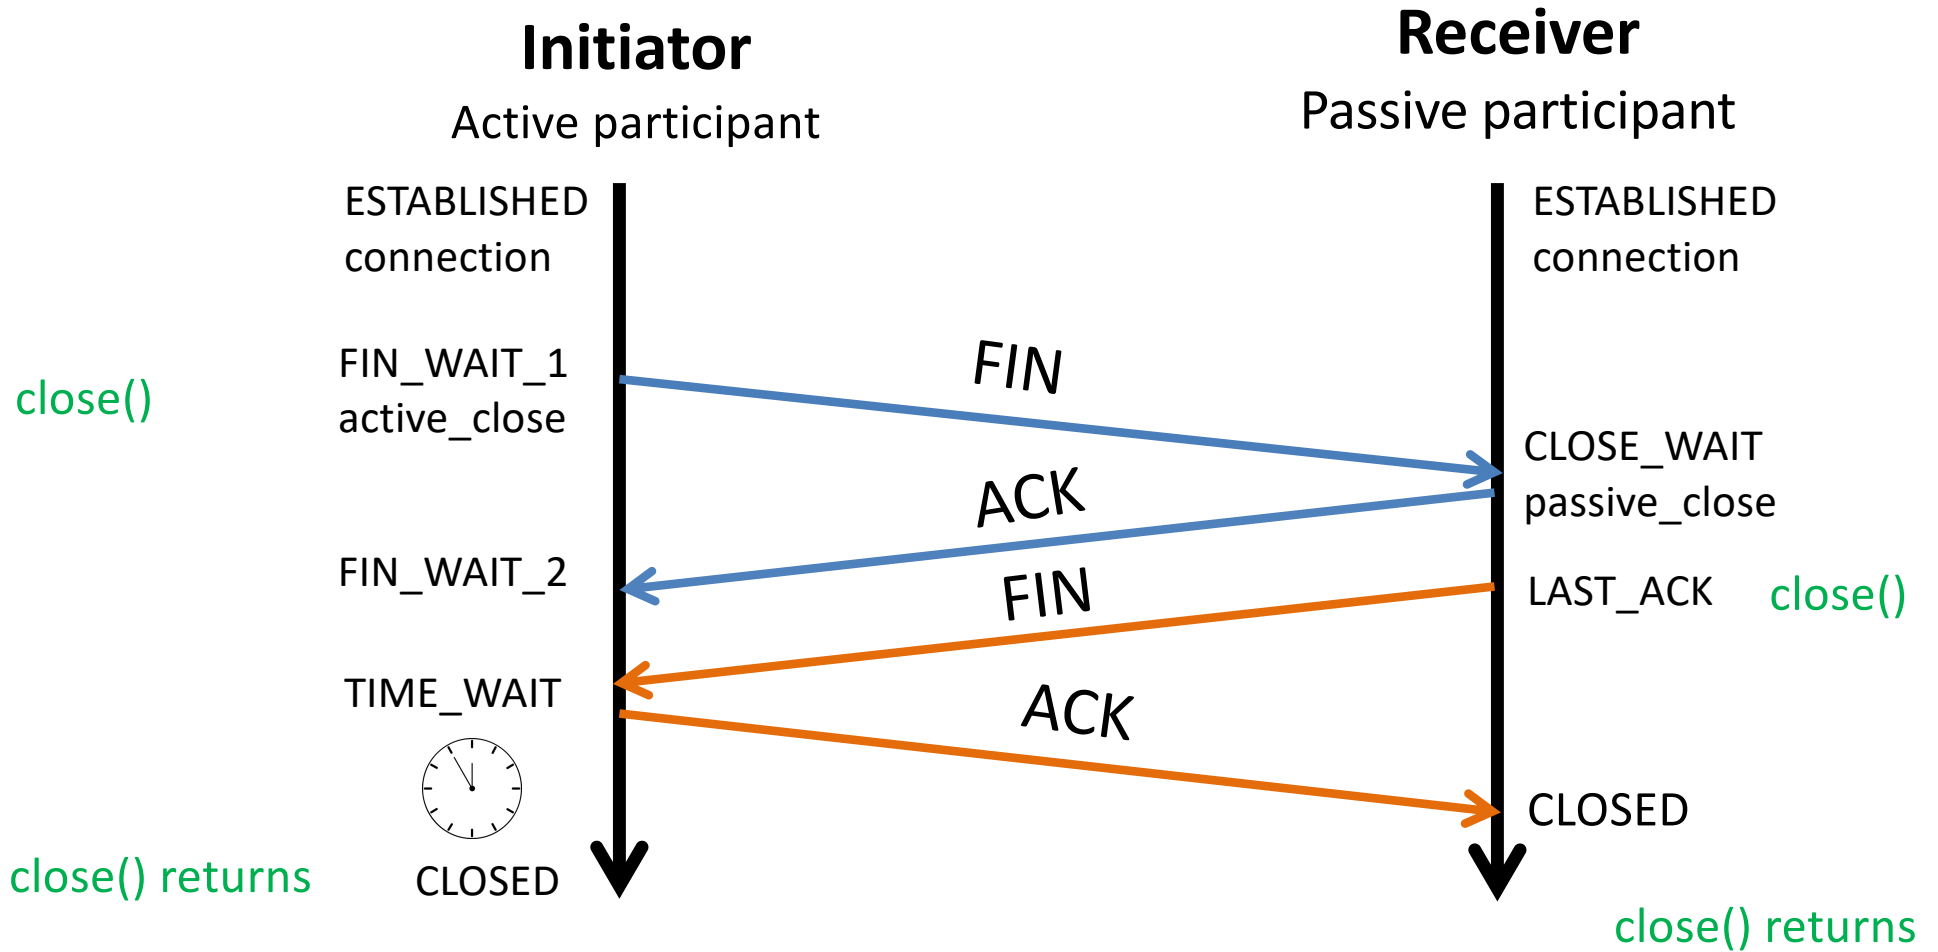 Initiator
Active participant
Receiver
Passive participant
ESTABLISHED
connection
ESTABLISHED
connection
close()
FIN_WAIT_1
active_close
FIN
CLOSE_WAIT
passive_close
ACK
FIN_WAIT_2
FIN
LAST_ACK
close()
TIME_WAIT
ACK
CLOSED
close() returns
CLOSED
close() returns